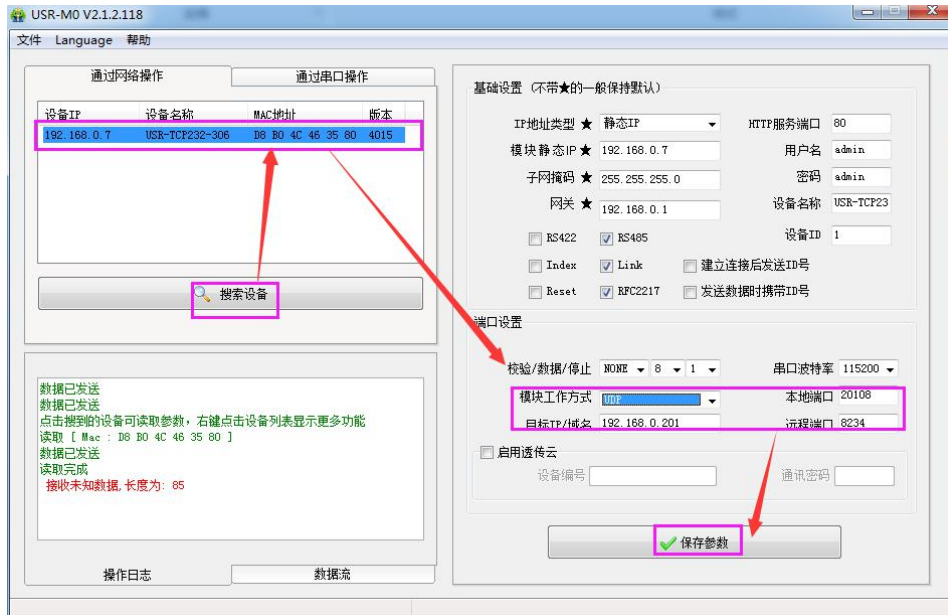 USR-M0 V2.1.2.118
文件 Language 帮助
通过网络操作 通过串口操作
设备IP 设备名称 MAC地址 版本
192.168.0.7 USR-TCP232-306 D8 B0 4C 46 35 80 4015
搜索设备
数据已发送
数据已发送
点击搜到的设备可读取参数，右键点击设备列表显示更多功能
读取 [ Mac : D8 B0 4C 46 35 80 ]
数据已发送
读取完成
接收未知数据,长度为: 85
操作日志 数据流
基础设置 (不带★的一般保持默认)
IP地址类型 ★ 静态IP HTTP服务端口 80
模块静态IP ★ 192.168.0.7 用户名 admin
子网掩码 ★ 255.255.255.0 密码 admin
网关 ★ 192.168.0.1 设备名称 USR-TCP23
RS422 RS485 设备ID 1
Index Link 建立连接后发送ID号
Reset RFC2217 发送数据时携带ID号
端口设置
校验/数据/停止 NONE 8 1 串口波特率 115200
模块工作方式 UDP 本地端口 20108
目标IP/域名 192.168.0.201 远程端口 8234
启用透传云
设备编号 通讯密码
保存参数